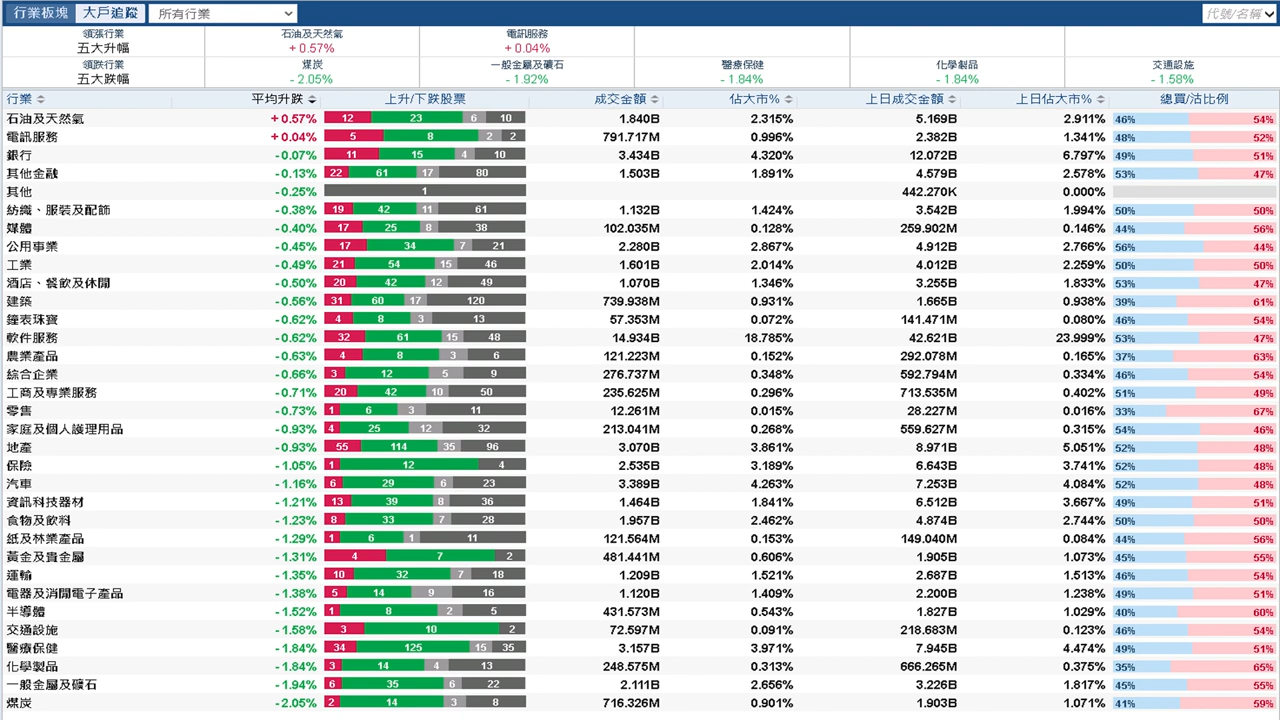 行業板塊 大戶追蹤 所有行業 代號/名稱
領漲行業 石油及天然氣 電訊服務
五大升幅 +0.57% +0.04%
領跌行業 煤炭 一般金屬及礦石 醫療保健 化學製品 交通設施
五大跌幅 -2.05% -1.92% -1.84% -1.84% -1.58%
行業 平均升跌 上升/下跌股票 成交金額 佔大市% 上日成交金額 上日佔大市% 總買/沽比例
石油及天然氣 +0.57% 12 23 6 10 1.840B 2.315% 5.169B 2.911% 46% 54%
電訊服務 +0.04% 5 8 2 2 791.717M 0.996% 2.382B 1.341% 48% 52%
銀行 -0.07% 11 15 4 10 3.434B 4.320% 12.072B 6.797% 49% 51%
其他金融 -0.13% 22 61 17 80 1.503B 1.891% 4.579B 2.578% 53% 47%
其他 -0.25% 1 442.270K 0.000%
紡織、服裝及配飾 -0.38% 19 42 11 61 1.132B 1.424% 3.542B 1.994% 50% 50%
媒體 -0.40% 17 25 8 38 102.035M 0.128% 259.902M 0.146% 44% 56%
公用事業 -0.45% 17 34 7 21 2.280B 2.867% 4.912B 2.766% 56% 44%
工業 -0.49% 21 54 15 46 1.601B 2.014% 4.012B 2.259% 50% 50%
酒店、餐飲及休閒 -0.50% 20 42 12 49 1.070B 1.346% 3.255B 1.833% 53% 47%
建築 -0.56% 31 60 17 120 739.938M 0.931% 1.665B 0.938% 39% 61%
鐘表珠寶 -0.62% 4 8 3 13 57.353M 0.072% 141.471M 0.080% 46% 54%
軟件服務 -0.62% 32 61 15 48 14.934B 18.785% 42.621B 23.999% 53% 47%
農業產品 -0.63% 4 8 3 6 121.223M 0.152% 292.078M 0.165% 37% 63%
綜合企業 -0.66% 3 12 5 9 276.737M 0.348% 592.794M 0.334% 46% 54%
工商及專業服務 -0.71% 20 42 10 50 235.625M 0.296% 713.535M 0.402% 51% 49%
零售 -0.73% 1 6 3 11 12.261M 0.015% 28.227M 0.016% 33% 67%
家庭及個人護理用品 -0.93% 4 25 12 32 213.041M 0.268% 559.627M 0.315% 54% 46%
地產 -0.93% 55 114 35 96 3.070B 3.861% 8.971B 5.051% 52% 48%
保險 -1.05% 1 12 4 2.535B 3.189% 6.643B 3.741% 52% 48%
汽車 -1.16% 6 29 6 23 3.389B 4.263% 7.253B 4.084% 52% 48%
資訊科技器材 -1.21% 13 39 8 36 1.464B 1.841% 6.512B 3.667% 49% 51%
食物及飲料 -1.23% 8 33 7 28 1.957B 2.462% 4.874B 2.744% 50% 50%
紙及林業產品 -1.29% 1 6 1 11 121.564M 0.153% 149.040M 0.084% 44% 56%
黃金及貴金屬 -1.31% 4 7 2 481.441M 0.606% 1.905B 1.073% 45% 55%
運輸 -1.35% 10 32 7 18 1.209B 1.521% 2.687B 1.513% 46% 54%
電器及消閒電子產品 -1.38% 5 14 9 16 1.120B 1.409% 2.200B 1.238% 49% 51%
半導體 -1.52% 1 8 2 5 431.573M 0.543% 1.827B 1.029% 40% 60%
交通設施 -1.58% 3 10 2 72.597M 0.091% 218.683M 0.123% 46% 54%
醫療保健 -1.84% 34 125 15 35 3.157B 3.971% 7.945B 4.474% 49% 51%
化學製品 -1.84% 3 14 4 13 248.575M 0.313% 666.265M 0.375% 35% 65%
一般金屬及礦石 -1.94% 6 35 6 22 2.111B 2.656% 3.226B 1.817% 45% 55%
煤炭 -2.05% 2 14 3 8 716.326M 0.901% 1.903B 1.071% 41% 59%